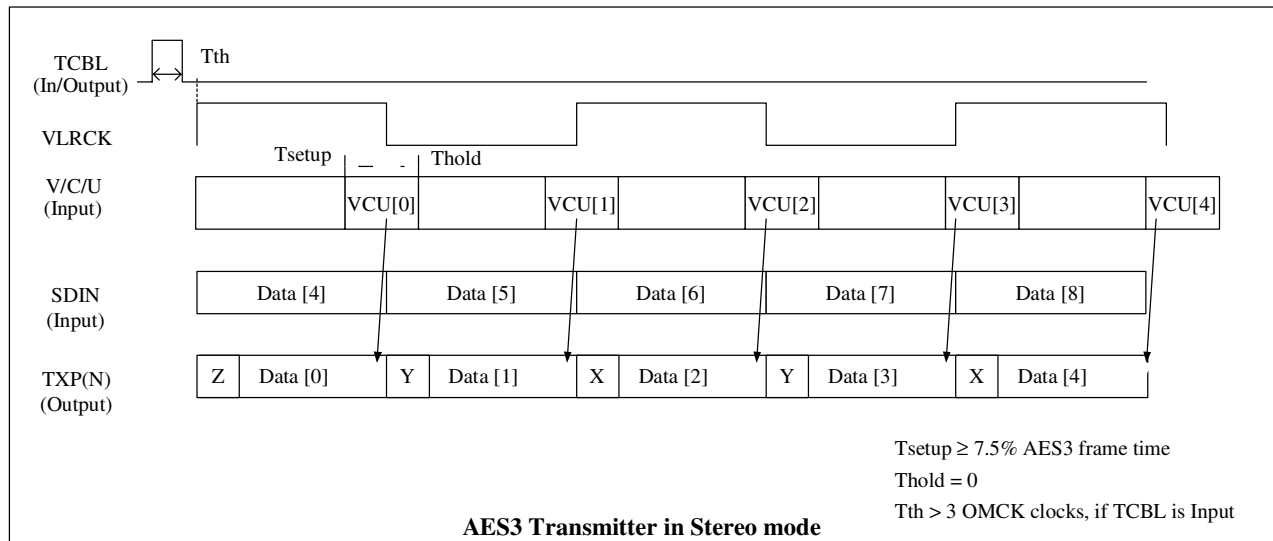 TCBL
(In/Output)
Tth
VLRCK
Tsetup
Thold
V/C/U
(Input)
VCU[0] VCU[1] VCU[2] VCU[3] VCU[4]
SDIN
(Input)
Data [4] Data [5] Data [6] Data [7] Data [8]
TXP(N)
(Output)
Z Data [0] Y Data [1] X Data [2] Y Data [3] X Data [4]
Tsetup ≥ 7.5% AES3 frame time
Thold = 0
Tth > 3 OMCK clocks, if TCBL is Input
AES3 Transmitter in Stereo mode